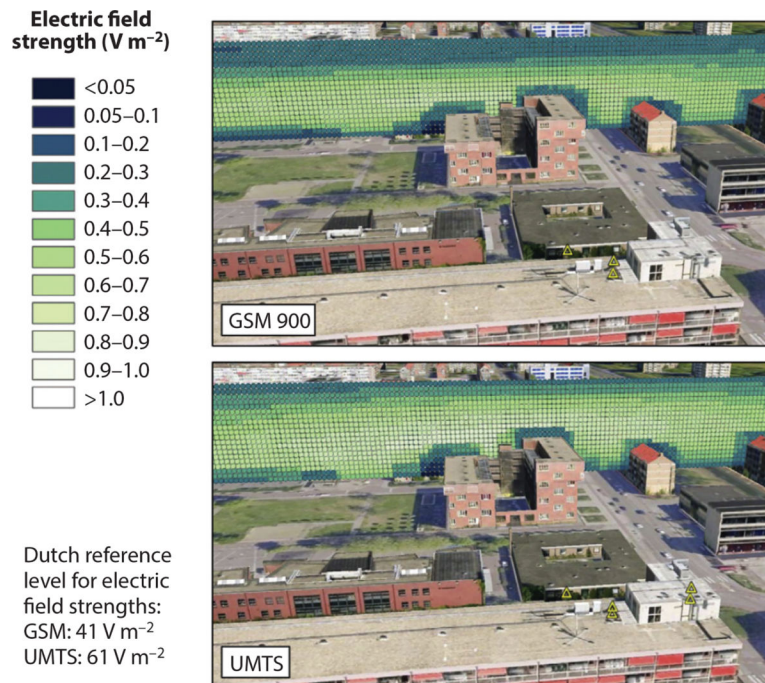 Electric field
strength (V m⁻²)
<0.05
0.05–0.1
0.1–0.2
0.2–0.3
0.3–0.4
0.4–0.5
0.5–0.6
0.6–0.7
0.7–0.8
0.8–0.9
0.9–1.0
>1.0
Dutch reference
level for electric
field strengths:
GSM: 41 V m⁻²
UMTS: 61 V m⁻²
GSM 900
UMTS